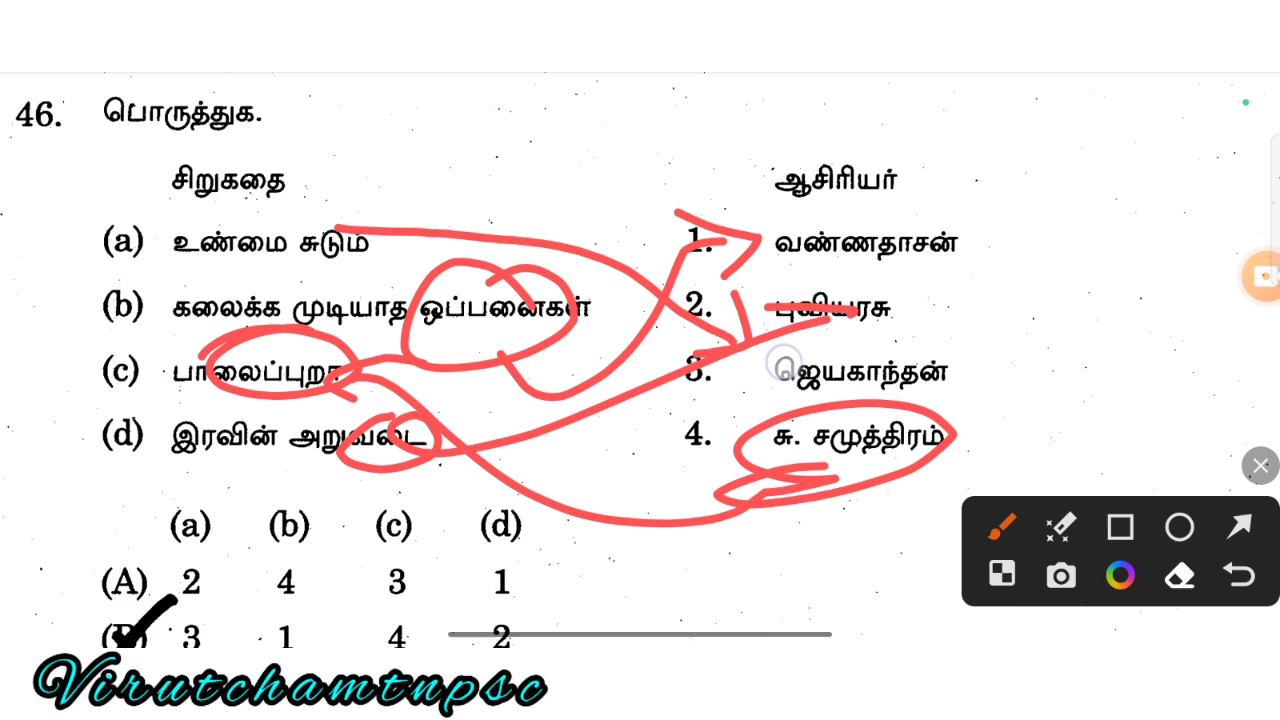 46. பொருத்துக.
சிறுகதை ஆசிரியர்
(a) உண்மை சுடும் 1. வண்ணதாசன்
(b) கலைக்க முடியாத ஒப்பனைகள் 2. புவியரசு
(c) பாலைப்புறா 3. ஜெயகாந்தன்
(d) இரவின் அறுவடை 4. சு. சமுத்திரம்
(a) (b) (c) (d)
(A) 2 4 3 1
(B) 3 1 4 2
Virutchamtnpsc